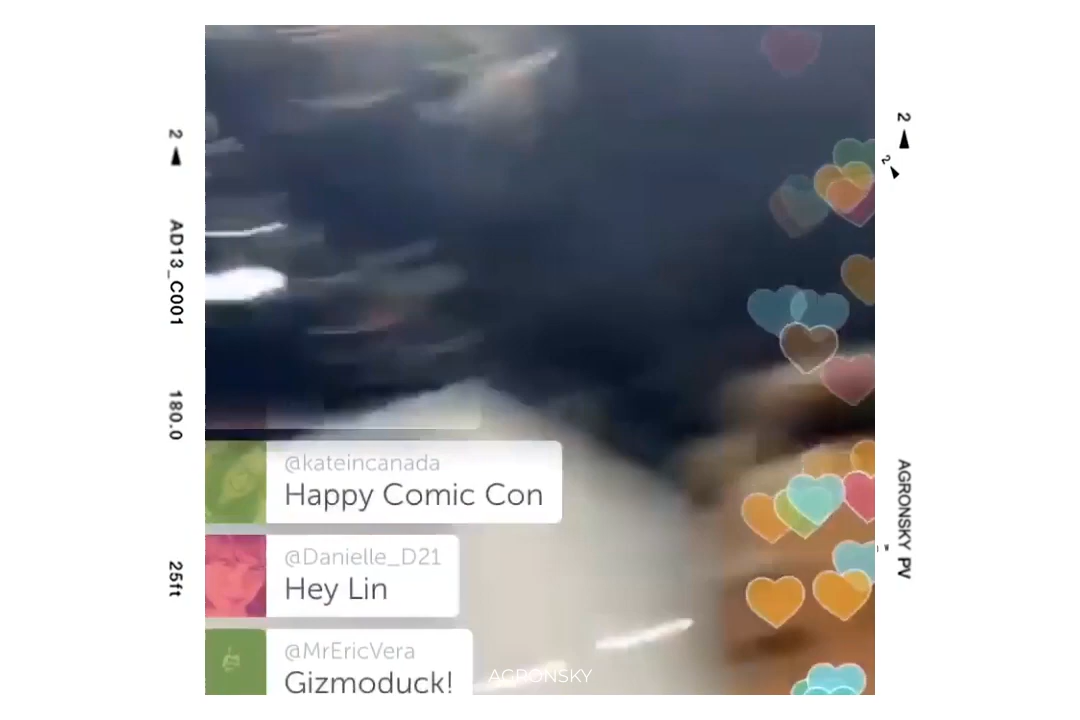 2
AD13_C001
180.0
25ft
@kateincanada
Happy Comic Con
@Danielle_D21
Hey Lin
@MrEricVera
Gizmoduck!
AGRONSKY
2
2
AGRONSKY PV